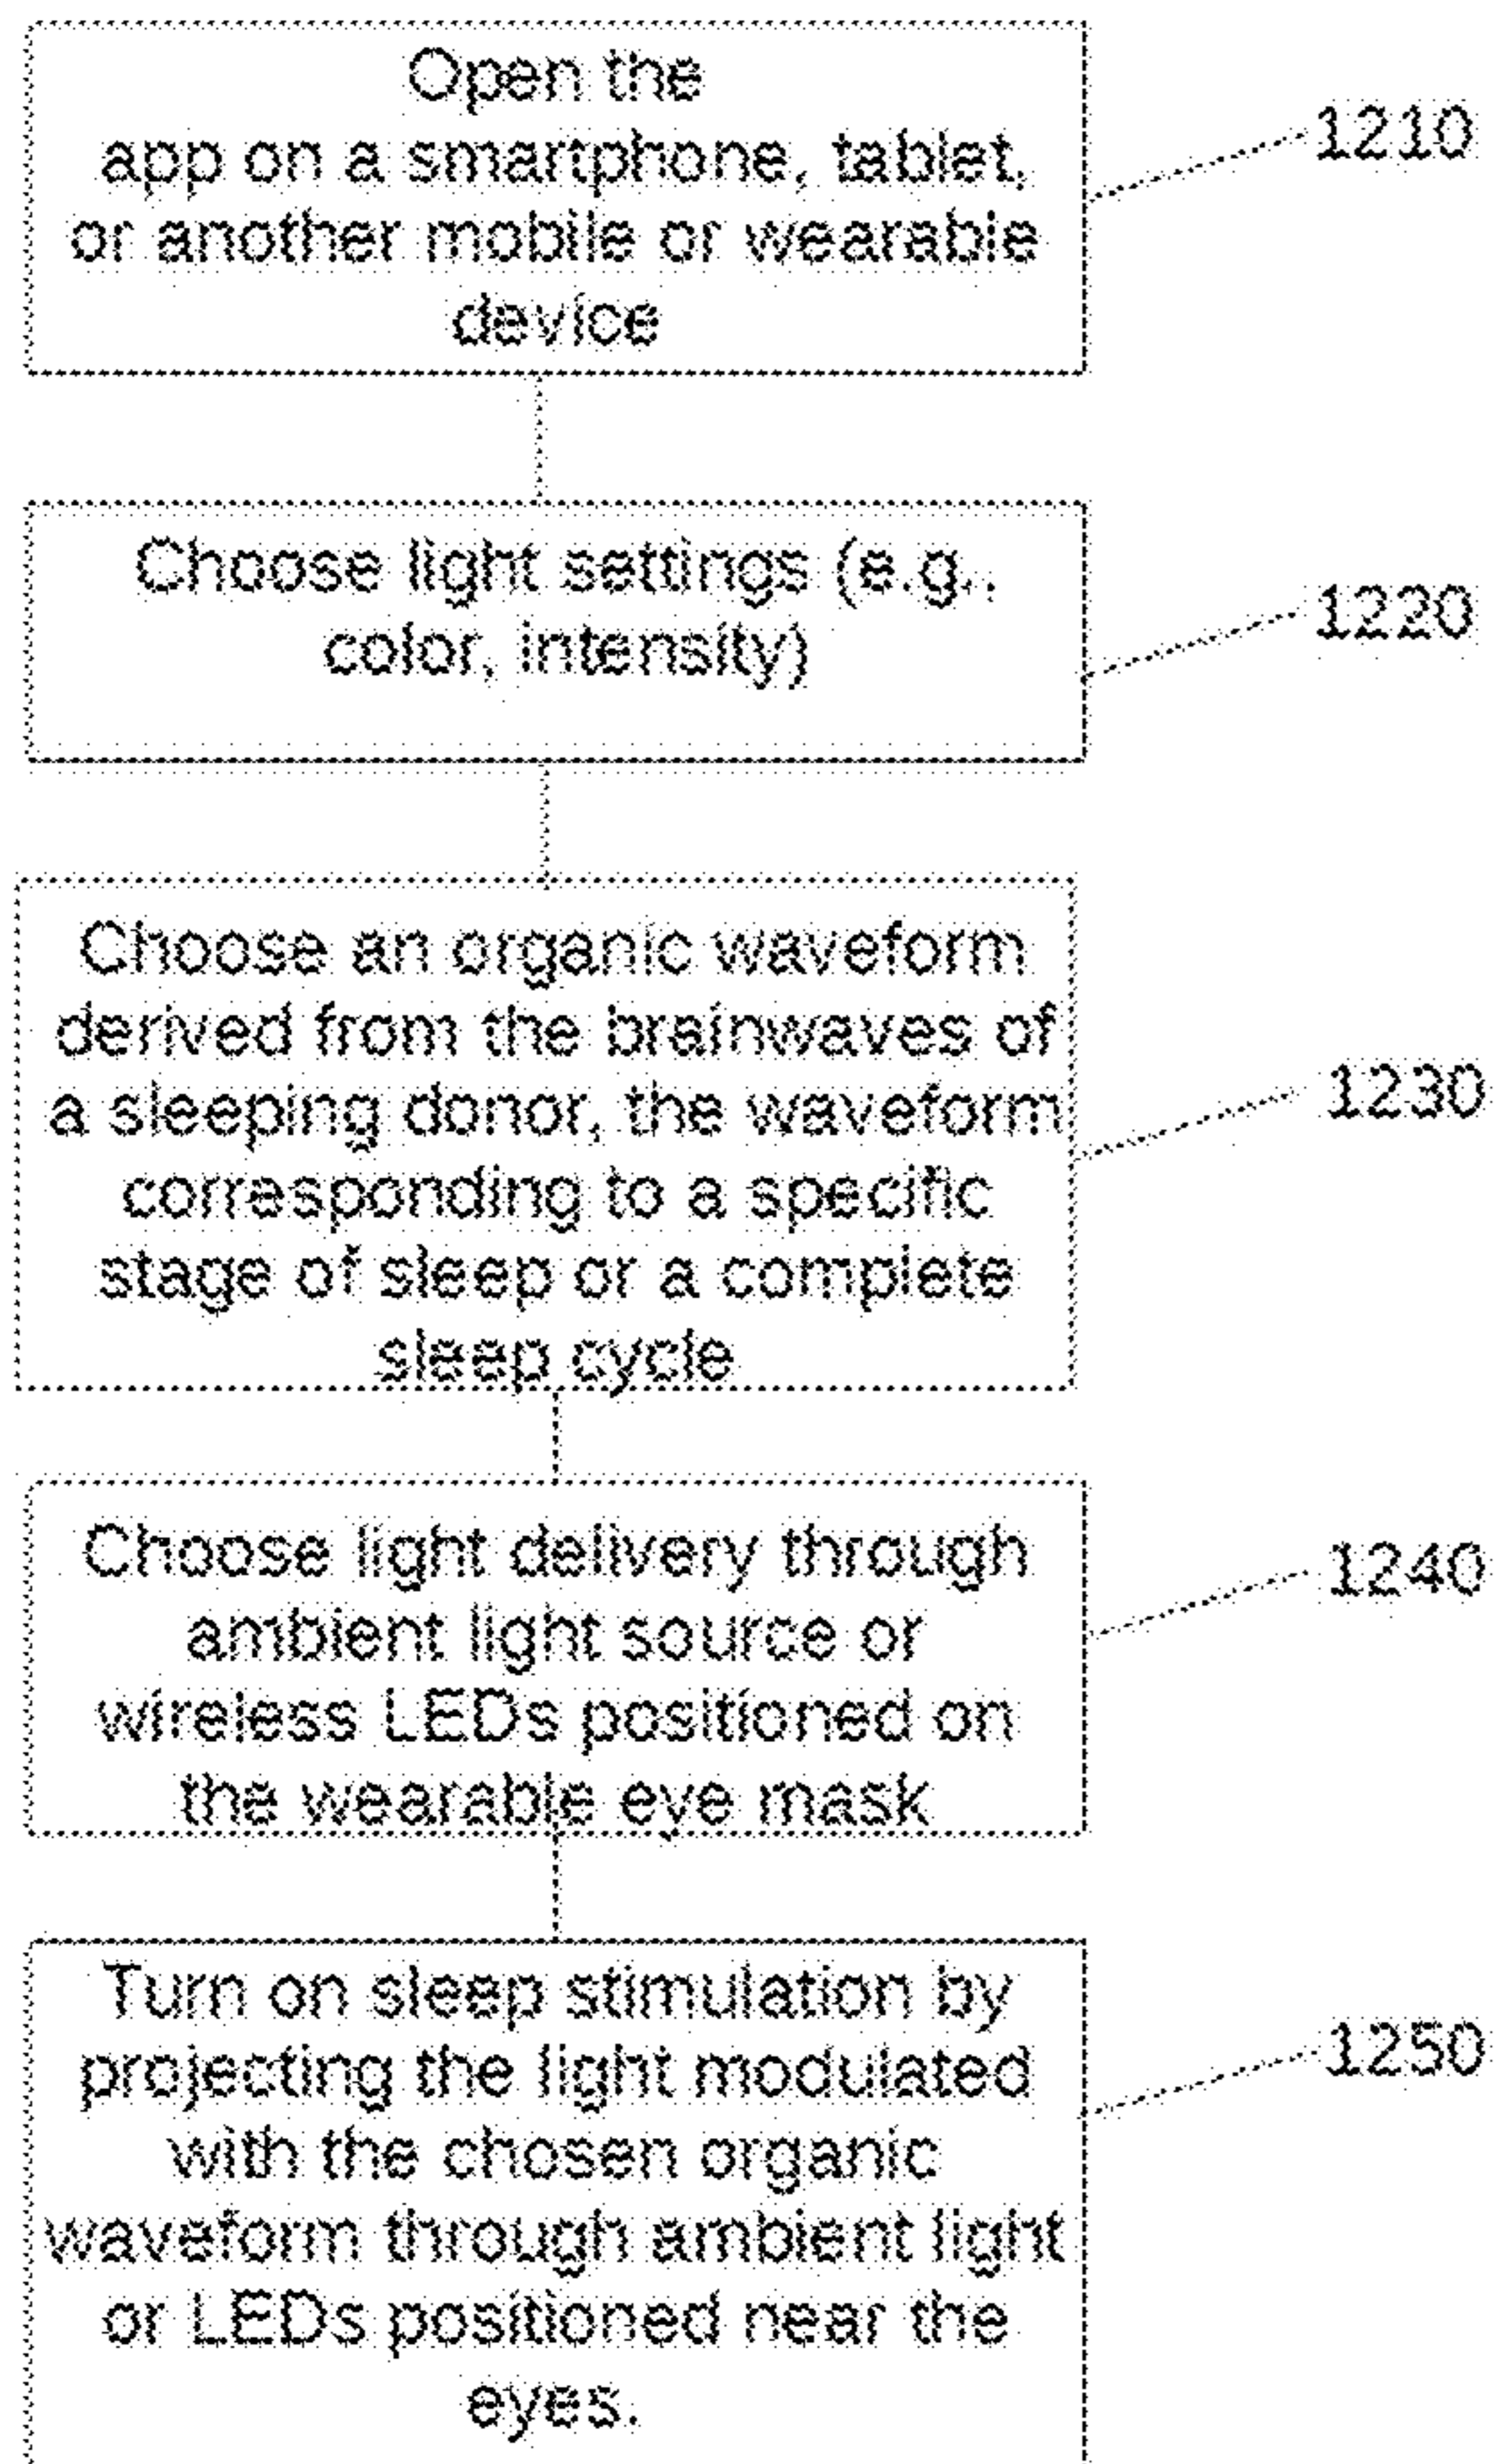 Open the
app on a smartphone, tablet,
or another mobile or wearable
device
1210
Choose light settings (e.g.,
color, intensity)
1220
Choose an organic waveform
derived from the brainwaves of
a sleeping donor, the waveform
corresponding to a specific
stage of sleep or a complete
sleep cycle
1230
Choose light delivery through
ambient light source or
wireless LEDs positioned on
the wearable eye mask
1240
Turn on sleep stimulation by
projecting the light modulated
with the chosen organic
waveform through ambient light
or LEDs positioned near the
eyes.
1250